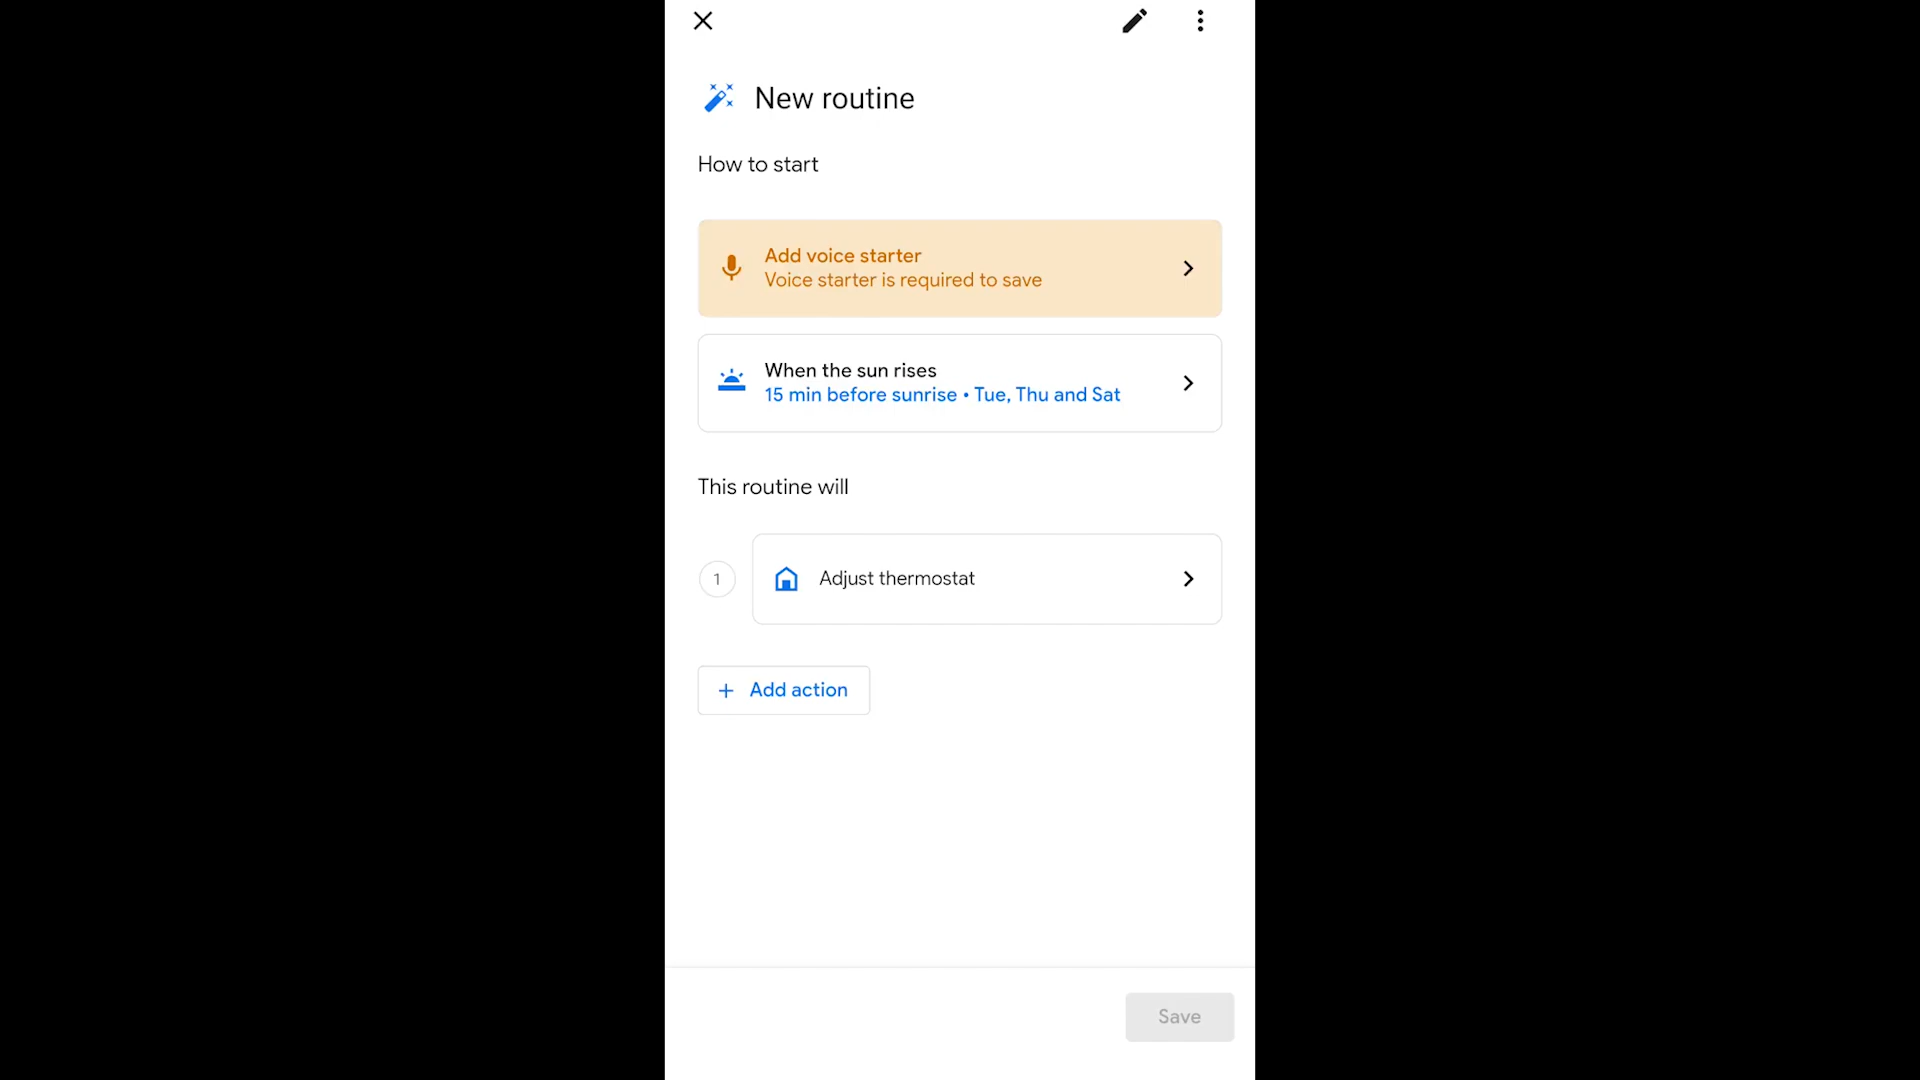 New routine
How to start
Add voice starter
Voice starter is required to save
When the sun rises
15 min before sunrise • Tue, Thu and Sat
This routine will
1
Adjust thermostat
+ Add action
Save